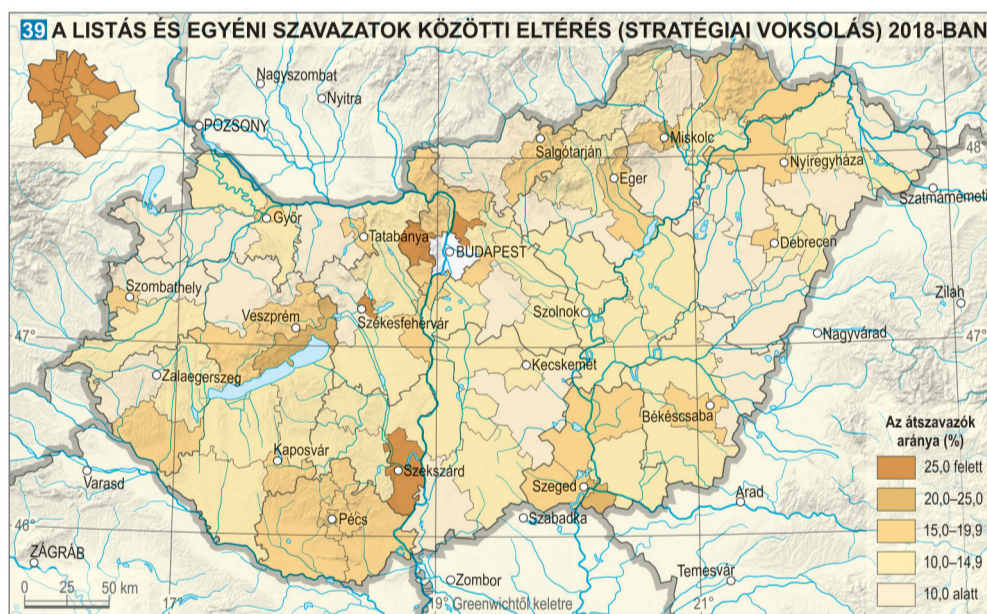 39 A LISTÁS ÉS EGYÉNI SZAVAZATOK KÖZÖTTI ELTÉRÉS (STRATÉGIAI VOKSOLÁS) 2018-BAN
Nagyszombat
Nyitra
POZSONY
Miskolc
Salgótarján
48°
Nyíregyháza
Eger
Szatmárnémeti
Győr
Tatabánya
BUDAPEST
Debrecen
Szombathely
Zilah
Veszprém
Székesfehérvár
Szolnok
47°
Nagyvárad
47°
Kecskemét
Zalaegerszeg
Békéscsaba
Az átszavazók
aránya (%)
Kaposvár
Szekszárd
25,0 felett
Varasd
Szeged
Arad
20,0–25,0
46°
Pécs
Szabadka
15,0–19,9
ZÁGRÁB
Temesvár
10,0–14,9
Zombor
0 25 50 km
10,0 alatt
17°
19° Greenwichtől keletre
21°